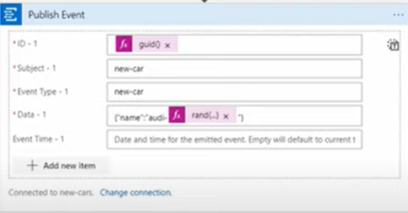 Publish Event
...
* ID - 1 fx guid() ×
* Subject - 1 new-car
* Event Type - 1 new-car
* Data - 1 {"name":"audi- fx rand(...) × "}
Event Time - 1 Date and time for the emitted event. Empty will default to current t
+ Add new item
Connected to new-cars. Change connection.